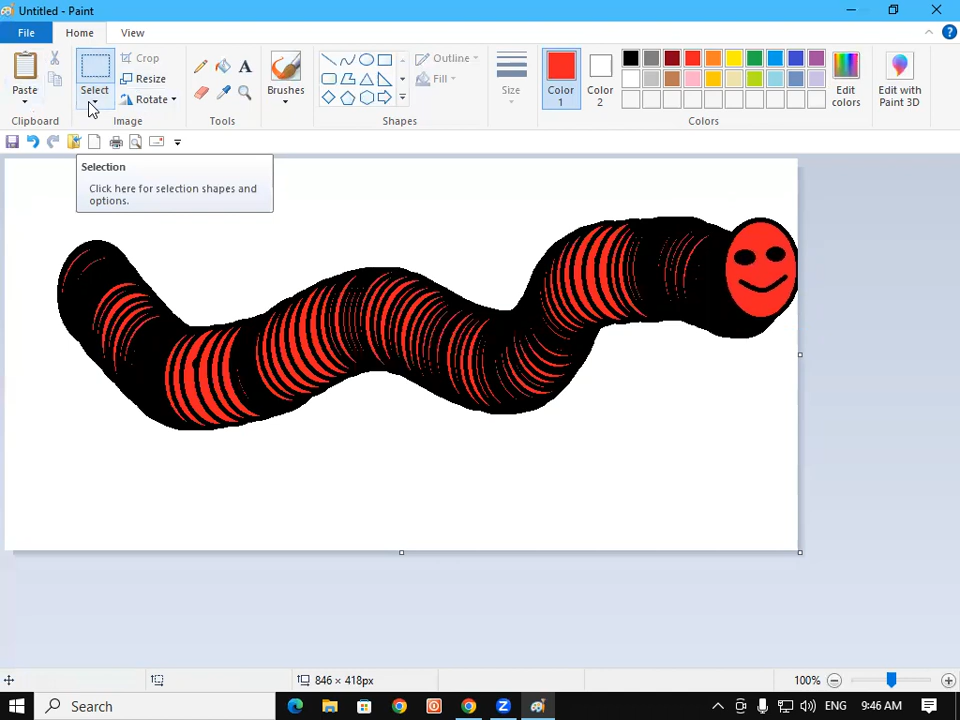 Untitled - Paint
File Home View
Paste
Clipboard
Select
Crop
Resize
Rotate
Image
A
Tools
Brushes
Outline
Fill
Shapes
Size
Color 1
Color 2
Edit colors
Colors
Edit with Paint 3D
Selection
Click here for selection shapes and
options.
846 × 418px
100%
Search
ENG
9:46 AM